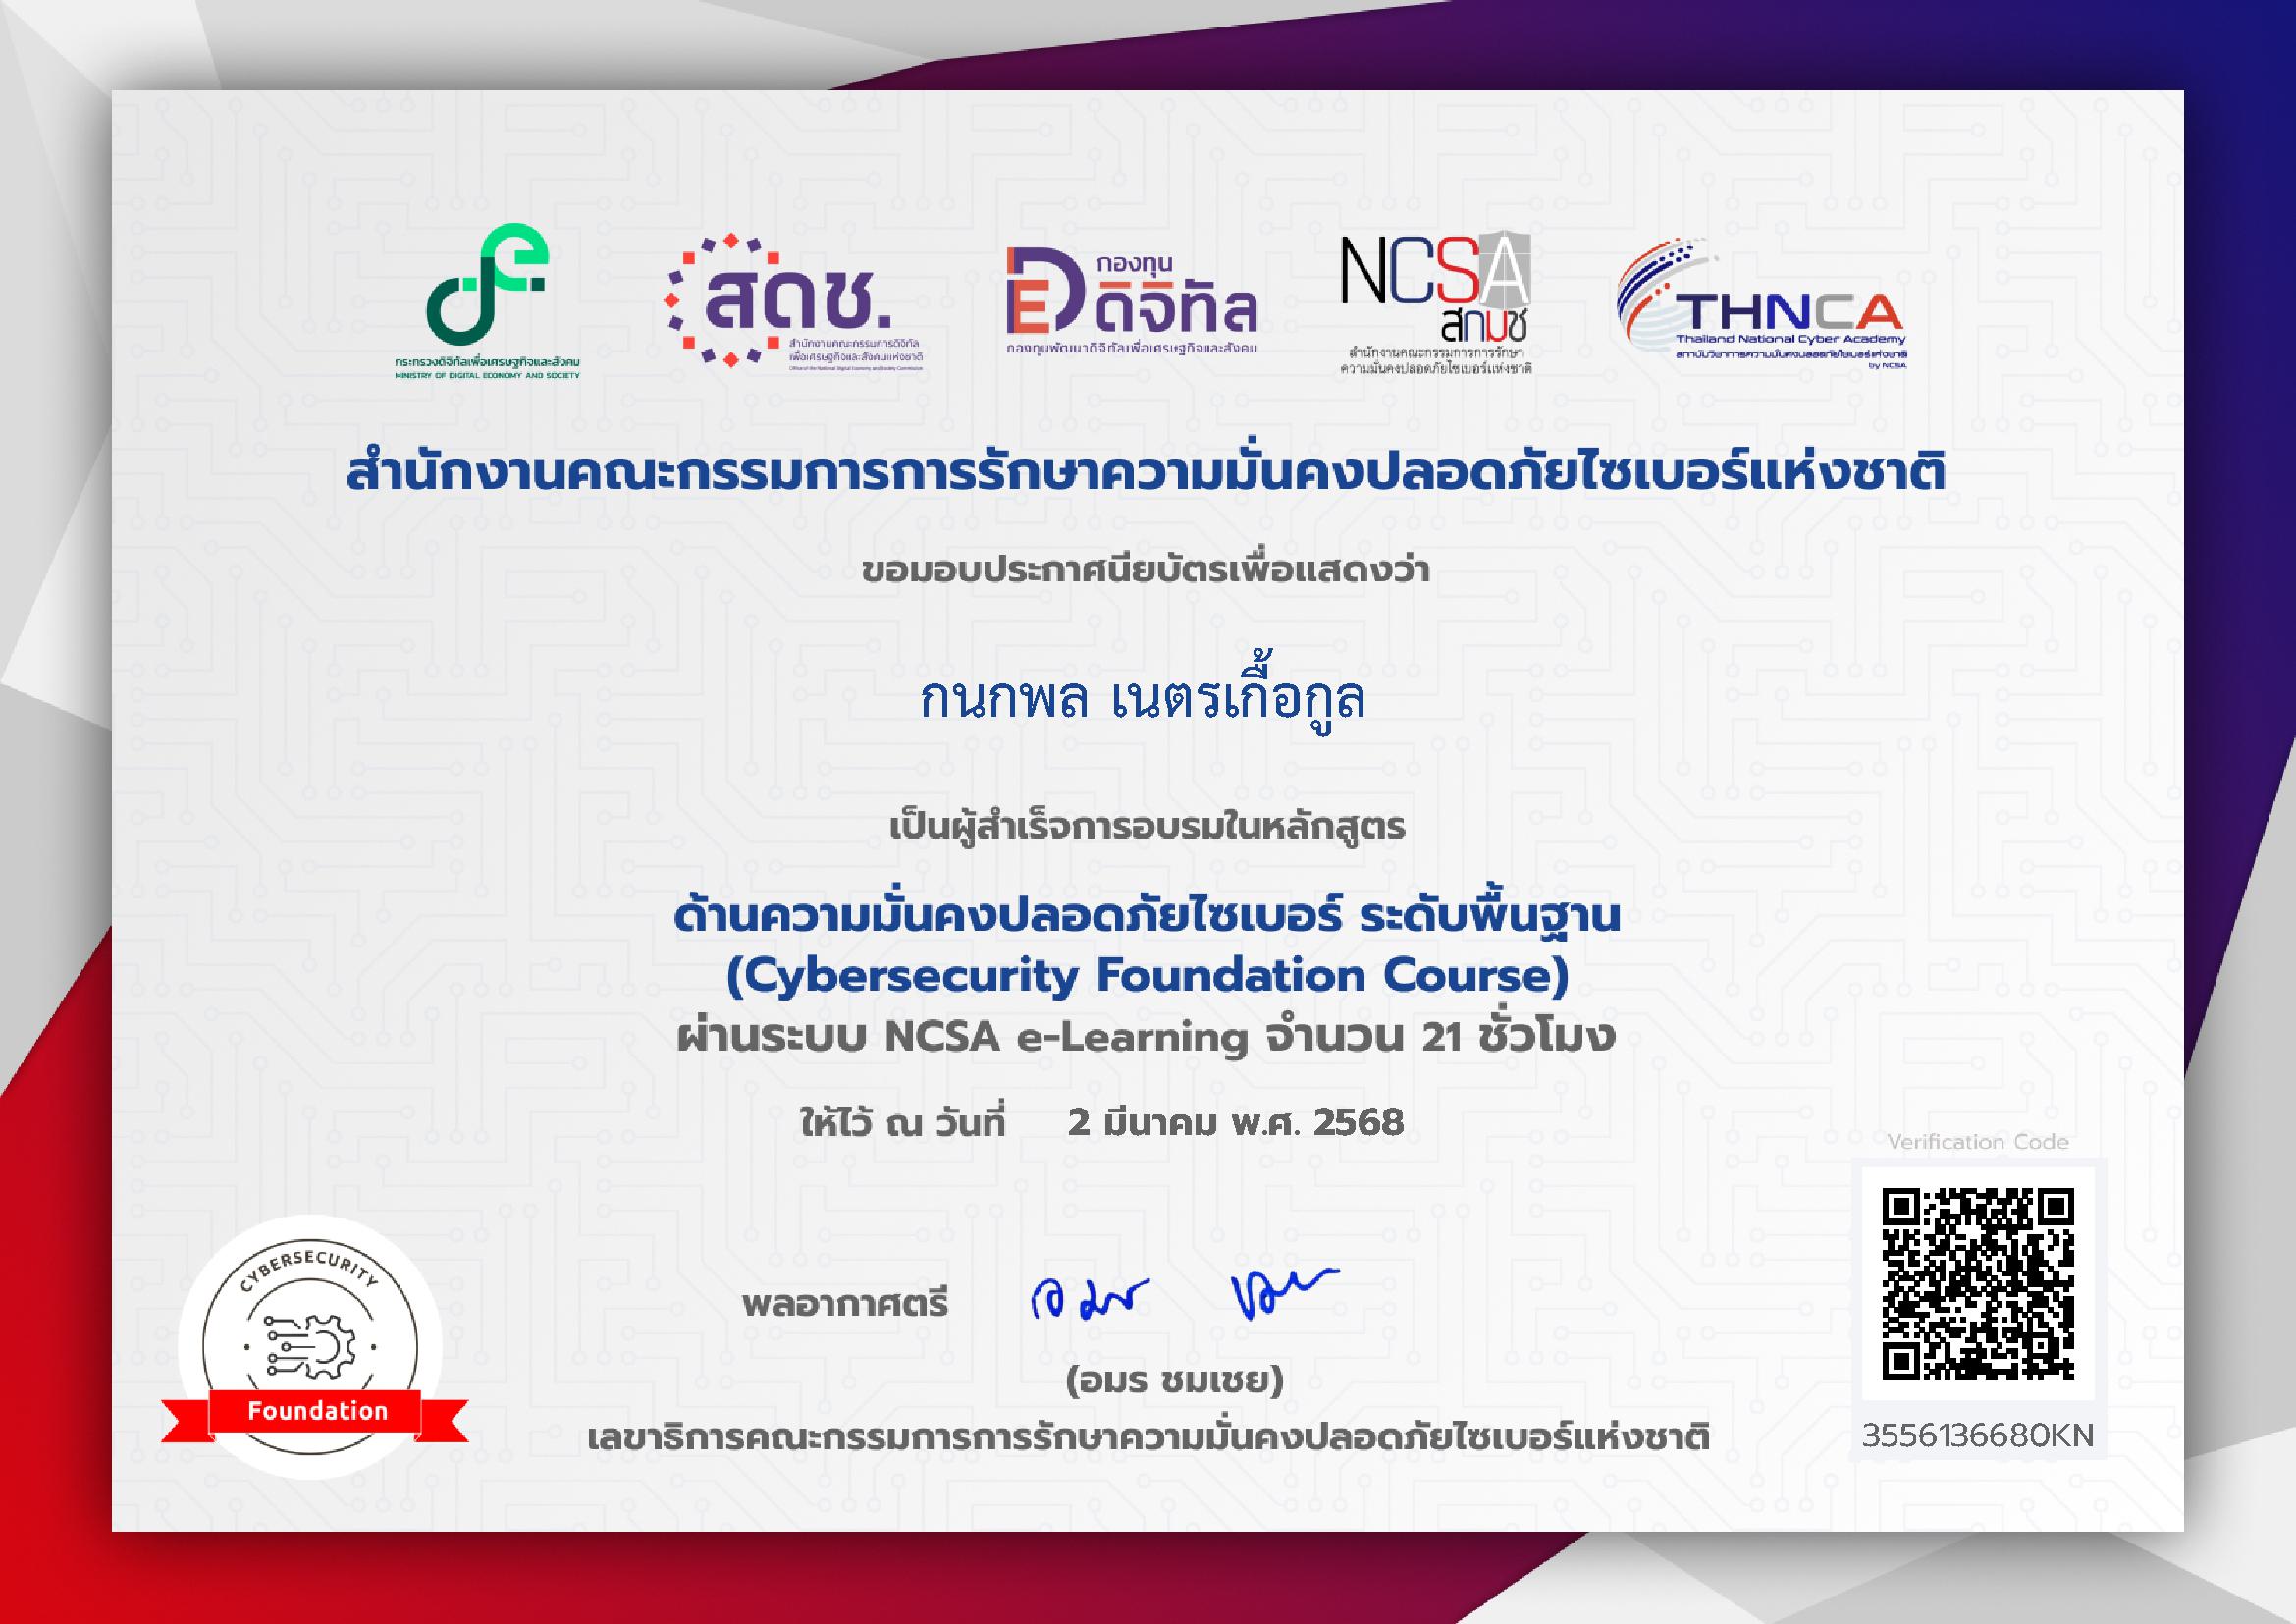 กระทรวงดิจิทัลเพื่อเศรษฐกิจและสังคม
MINISTRY OF DIGITAL ECONOMY AND SOCIETY
สดช.
สำนักงานคณะกรรมการดิจิทัล
เพื่อเศรษฐกิจและสังคมแห่งชาติ
Office of the National Digital Economy and Society Commission
กองทุน
ดิจิทัล
กองทุนพัฒนาดิจิทัลเพื่อเศรษฐกิจและสังคม
NCSA
สกมช
สำนักงานคณะกรรมการการรักษา
ความมั่นคงปลอดภัยไซเบอร์แห่งชาติ
THNCA
Thailand National Cyber Academy
สถาบันวิชาการความมั่นคงปลอดภัยไซเบอร์แห่งชาติ
by NCSA
สำนักงานคณะกรรมการการรักษาความมั่นคงปลอดภัยไซเบอร์แห่งชาติ
ขอมอบประกาศนียบัตรเพื่อแสดงว่า
กนกพล เนตรเกื้อกูล
เป็นผู้สำเร็จการอบรมในหลักสูตร
ด้านความมั่นคงปลอดภัยไซเบอร์ ระดับพื้นฐาน
(Cybersecurity Foundation Course)
ผ่านระบบ NCSA e-Learning จำนวน 21 ชั่วโมง
ให้ไว้ ณ วันที่ 2 มีนาคม พ.ศ. 2568
Verification Code
CYBERSECURITY
Foundation
พลอากาศตรี อมร ชมเชย
(อมร ชมเชย)
เลขาธิการคณะกรรมการการรักษาความมั่นคงปลอดภัยไซเบอร์แห่งชาติ
3556136680KN